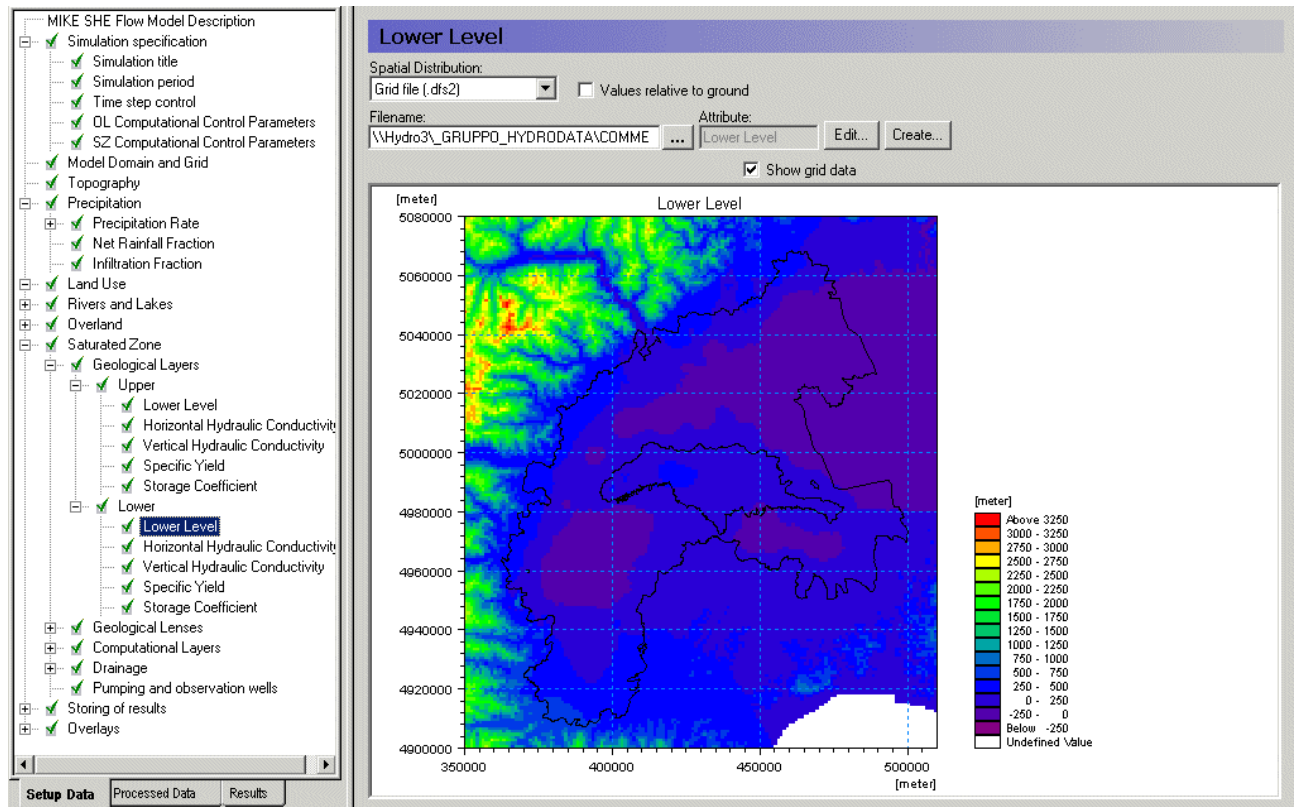 MIKE SHE Flow Model Description
Simulation specification
Simulation title
Simulation period
Time step control
OL Computational Control Parameters
SZ Computational Control Parameters
Model Domain and Grid
Topography
Precipitation
Precipitation Rate
Net Rainfall Fraction
Infiltration Fraction
Land Use
Rivers and Lakes
Overland
Saturated Zone
Geological Layers
Upper
Lower Level
Horizontal Hydraulic Conductivity
Vertical Hydraulic Conductivity
Specific Yield
Storage Coefficient
Lower
Lower Level
Horizontal Hydraulic Conductivity
Vertical Hydraulic Conductivity
Specific Yield
Storage Coefficient
Geological Lenses
Computational Layers
Drainage
Pumping and observation wells
Storing of results
Overlays
Setup Data Processed Data Results
Lower Level
Spatial Distribution:
Grid file (.dfs2) Values relative to ground
Filename: Attribute:
\\Hydro3\_GRUPPO_HYDRODATA\COMME ... Lower Level Edit... Create...
Show grid data
[meter] Lower Level
5080000
5060000
5040000
5020000
5000000
4980000
4960000
4940000
4920000
4900000
350000 400000 450000 500000
[meter]
[meter]
Above 3250
3000 - 3250
2750 - 3000
2500 - 2750
2250 - 2500
2000 - 2250
1750 - 2000
1500 - 1750
1250 - 1500
1000 - 1250
750 - 1000
500 - 750
250 - 500
0 - 250
-250 - 0
Below -250
Undefined Value